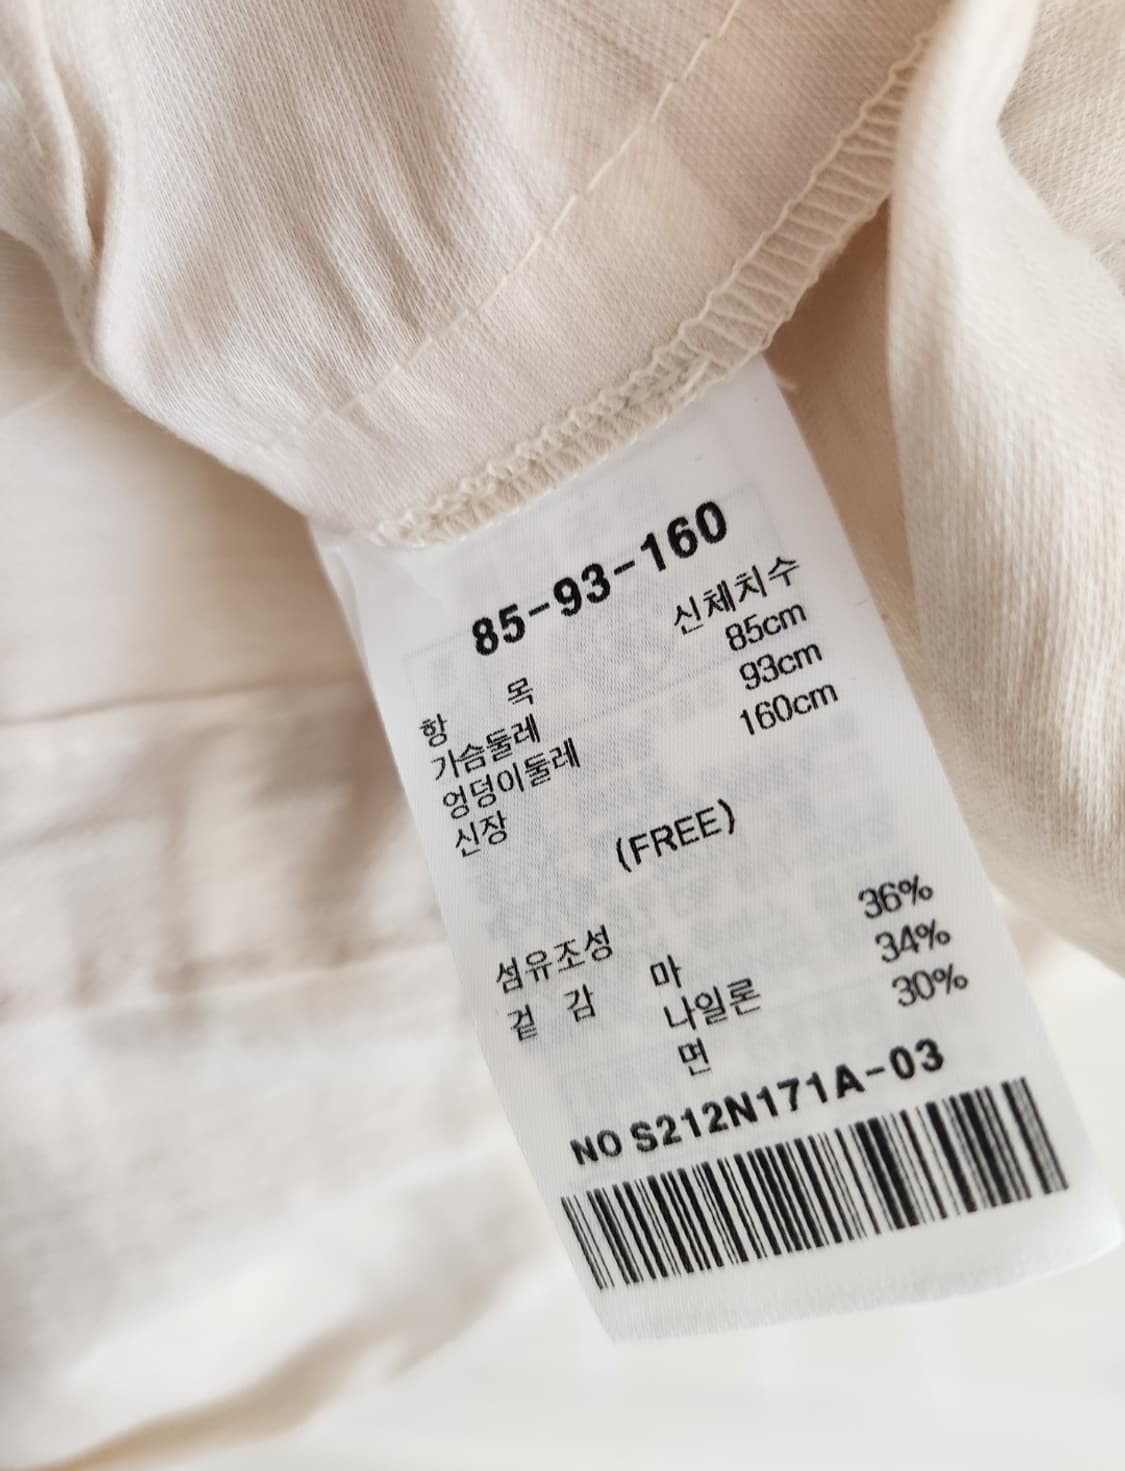 85-93-160
항 목 신체치수
가슴둘레 85cm
엉덩이둘레 93cm
신장 160cm
(FREE)
섬유조성
겉 감 마 36%
나일론 34%
면 30%
NO S212N171A-03